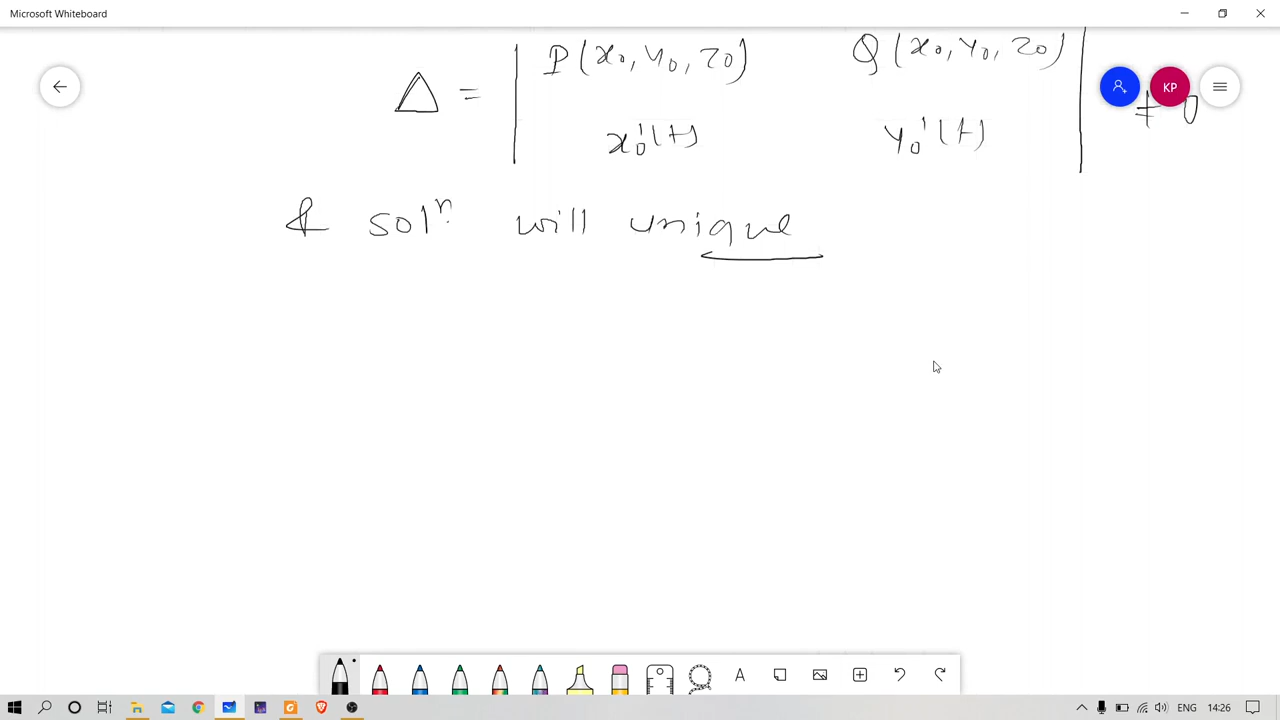 Microsoft Whiteboard
P(x₀, y₀, z₀) Q(x₀, y₀, z₀)
Δ = ≠ 0
x₀'(t) y₀'(t)
& solⁿ will unique
KP
A
ENG 14:26